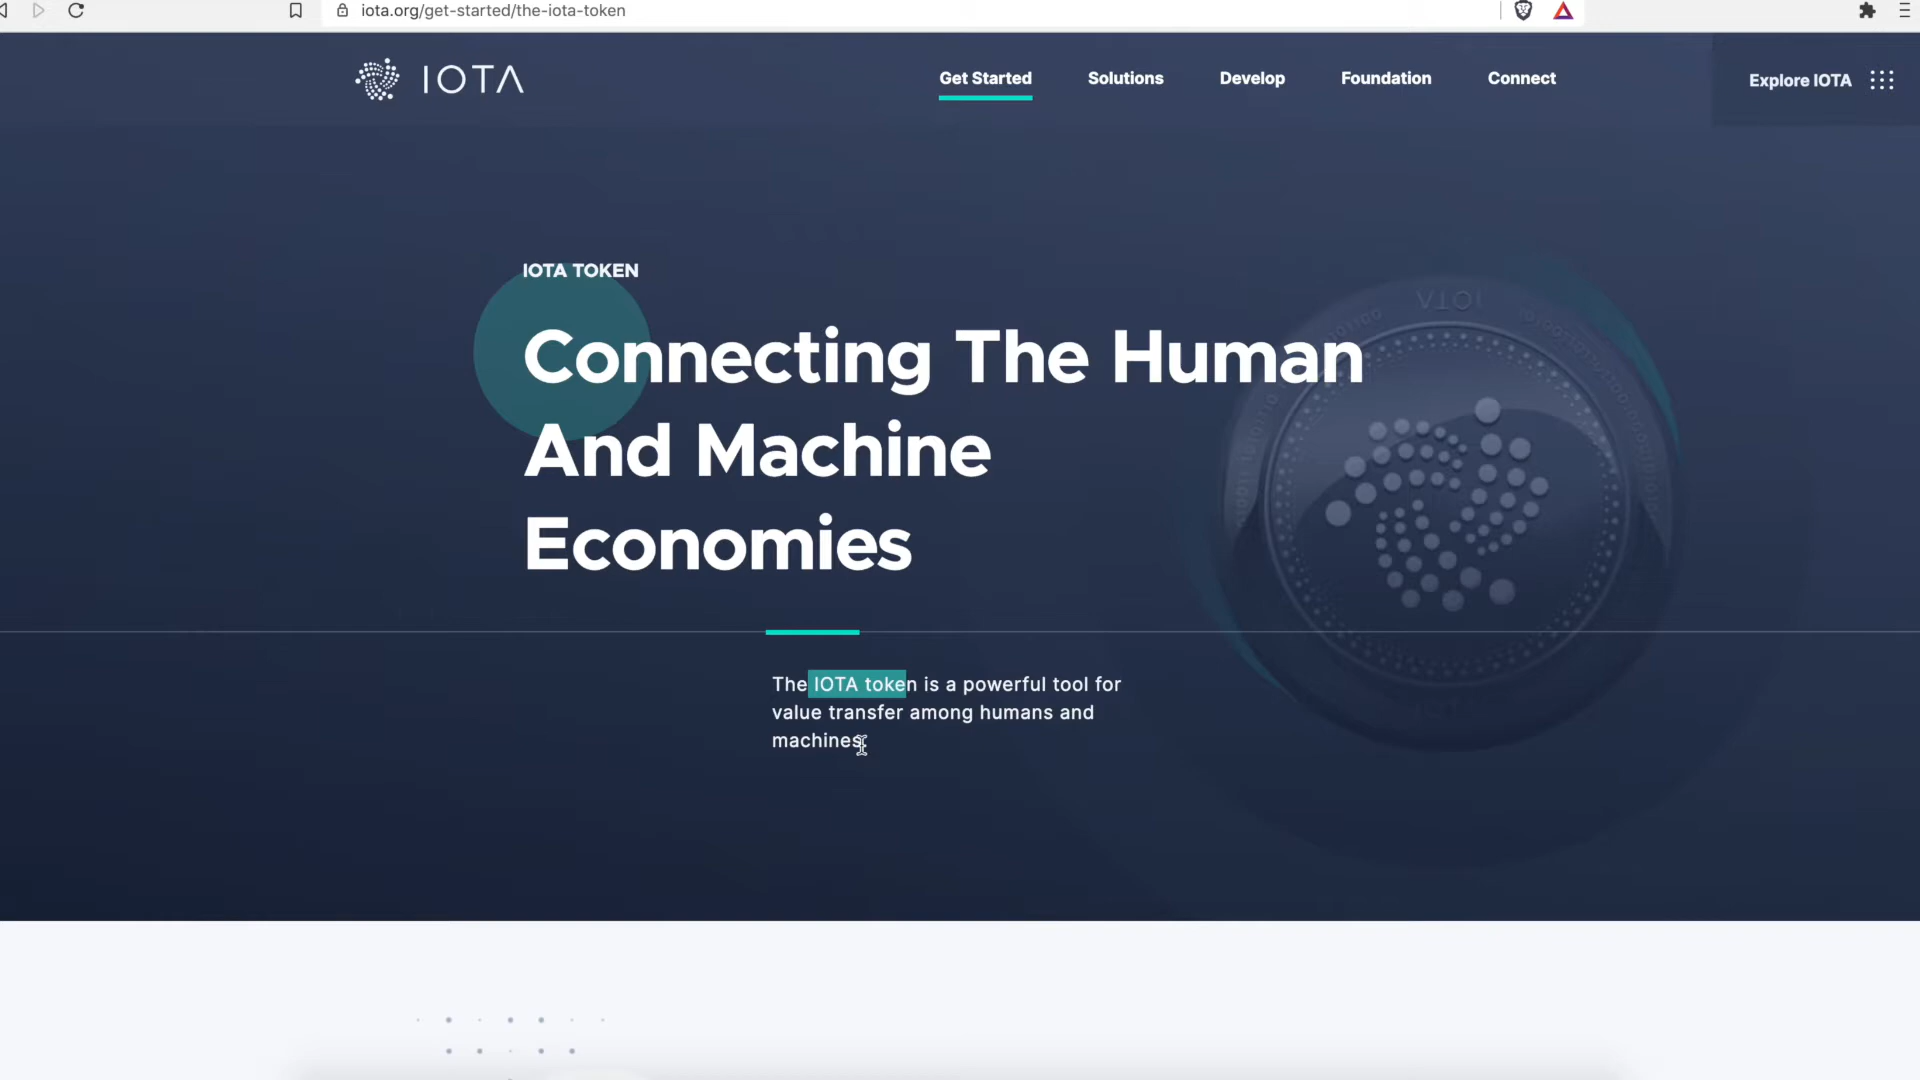 iota.org/get-started/the-iota-token
IOTA
Get Started
Solutions
Develop
Foundation
Connect
Explore IOTA
IOTA TOKEN
Connecting The Human
And Machine
Economies
IOTA
The IOTA token is a powerful tool for
value transfer among humans and
machines.